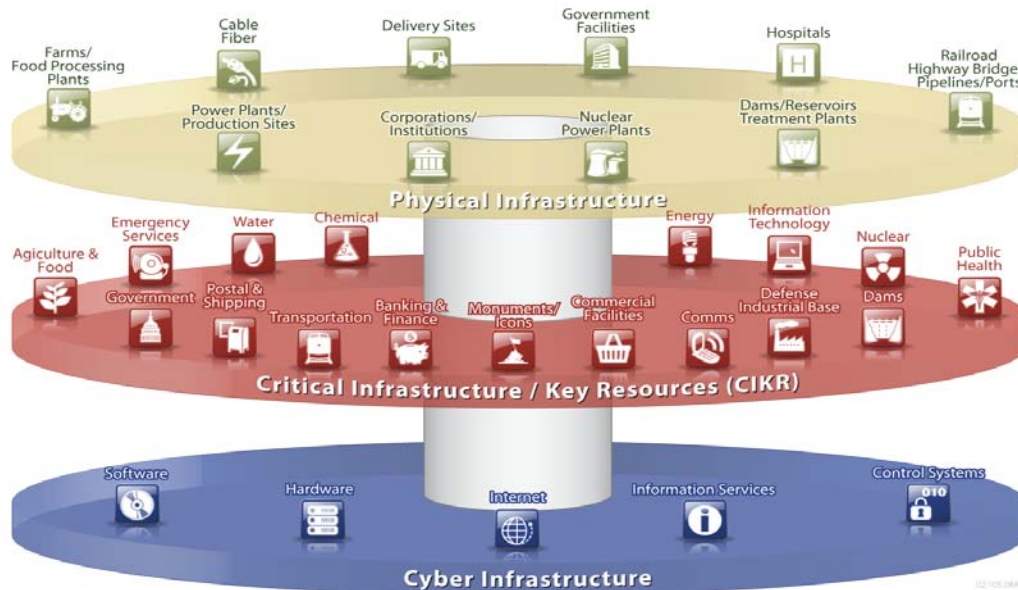 Farms/
Food Processing
Plants
Cable
Fiber
Delivery Sites
Government
Facilities
Hospitals
H
Railroad
Highway Bridge
Pipelines/Ports
Power Plants/
Production Sites
Corporations/
Institutions
Nuclear
Power Plants
Dams/Reservoirs
Treatment Plants
Physical Infrastructure
Agiculture &
Food
Emergency
Services
Water
Chemical
Energy
Information
Technology
Nuclear
Public
Health
Government
Postal &
Shipping
Transportation
Banking &
Finance
Monuments/
Icons
Commercial
Facilities
Comms
Defense
Industrial Base
Dams
Critical Infrastructure / Key Resources (CIKR)
Software
Hardware
Internet
Information Services
i
Control Systems
010
Cyber Infrastructure